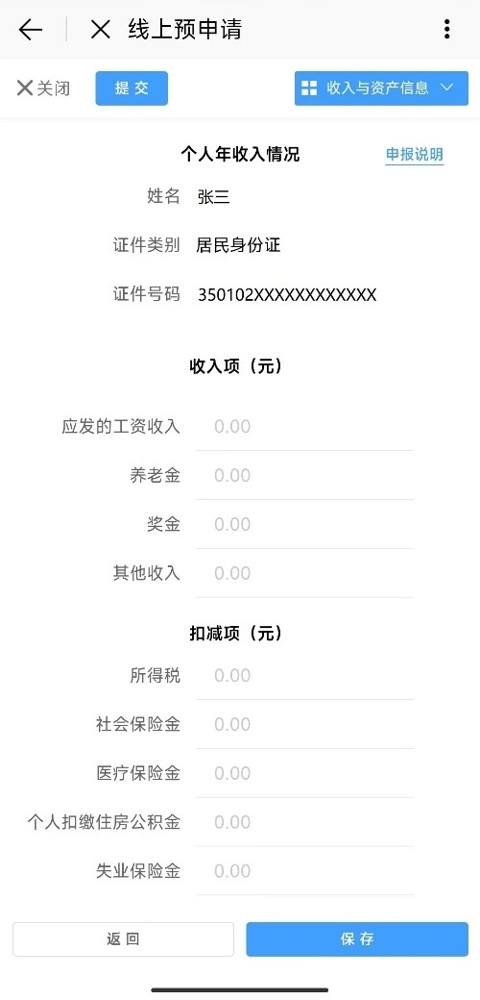 线上预申请
关闭 提交 收入与资产信息
个人年收入情况 申报说明
姓名 张三
证件类别 居民身份证
证件号码 350102XXXXXXXXXXXX
收入项（元）
应发的工资收入 0.00
养老金 0.00
奖金 0.00
其他收入 0.00
扣减项（元）
所得税 0.00
社会保险金 0.00
医疗保险金 0.00
个人扣缴住房公积金 0.00
失业保险金 0.00
返回 保存